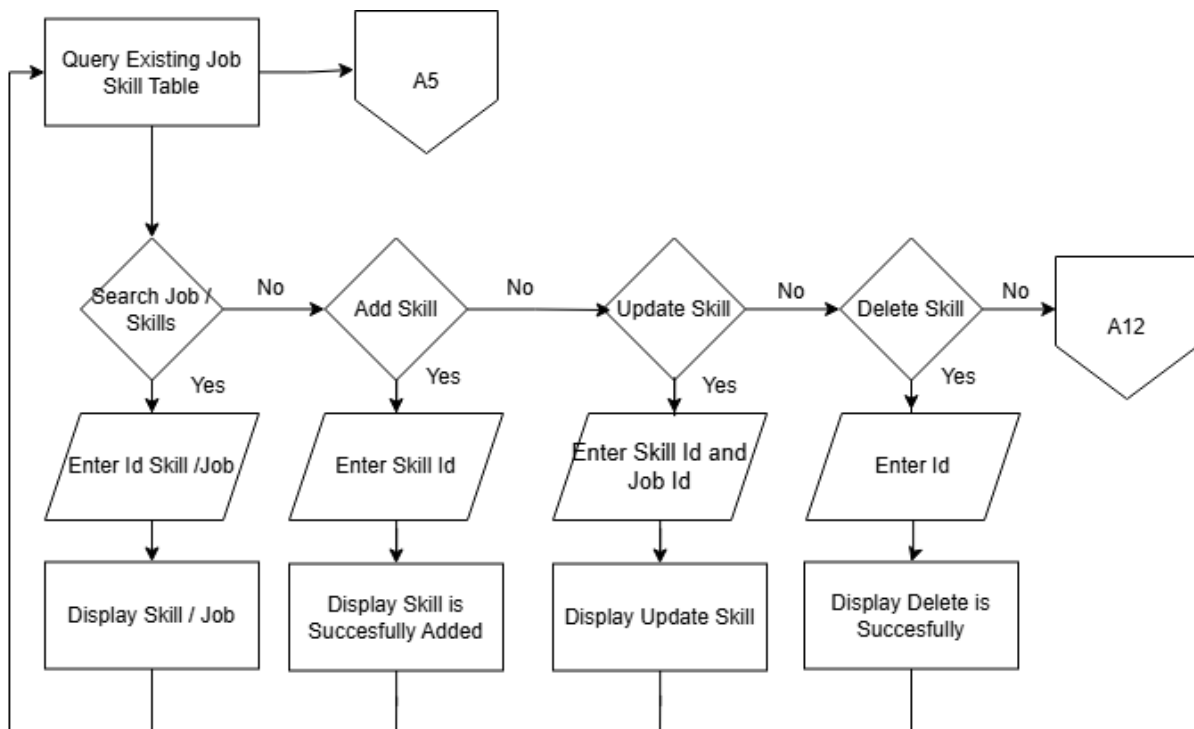 Query Existing Job
Skill Table
A5
Search Job /
Skills
No
Add Skill
No
Update Skill
No
Delete Skill
No
A12
Yes
Yes
Yes
Yes
Enter Id Skill /Job
Enter Skill Id
Enter Skill Id and
Job Id
Enter Id
Display Skill / Job
Display Skill is
Succesfully Added
Display Update Skill
Display Delete is
Succesfully